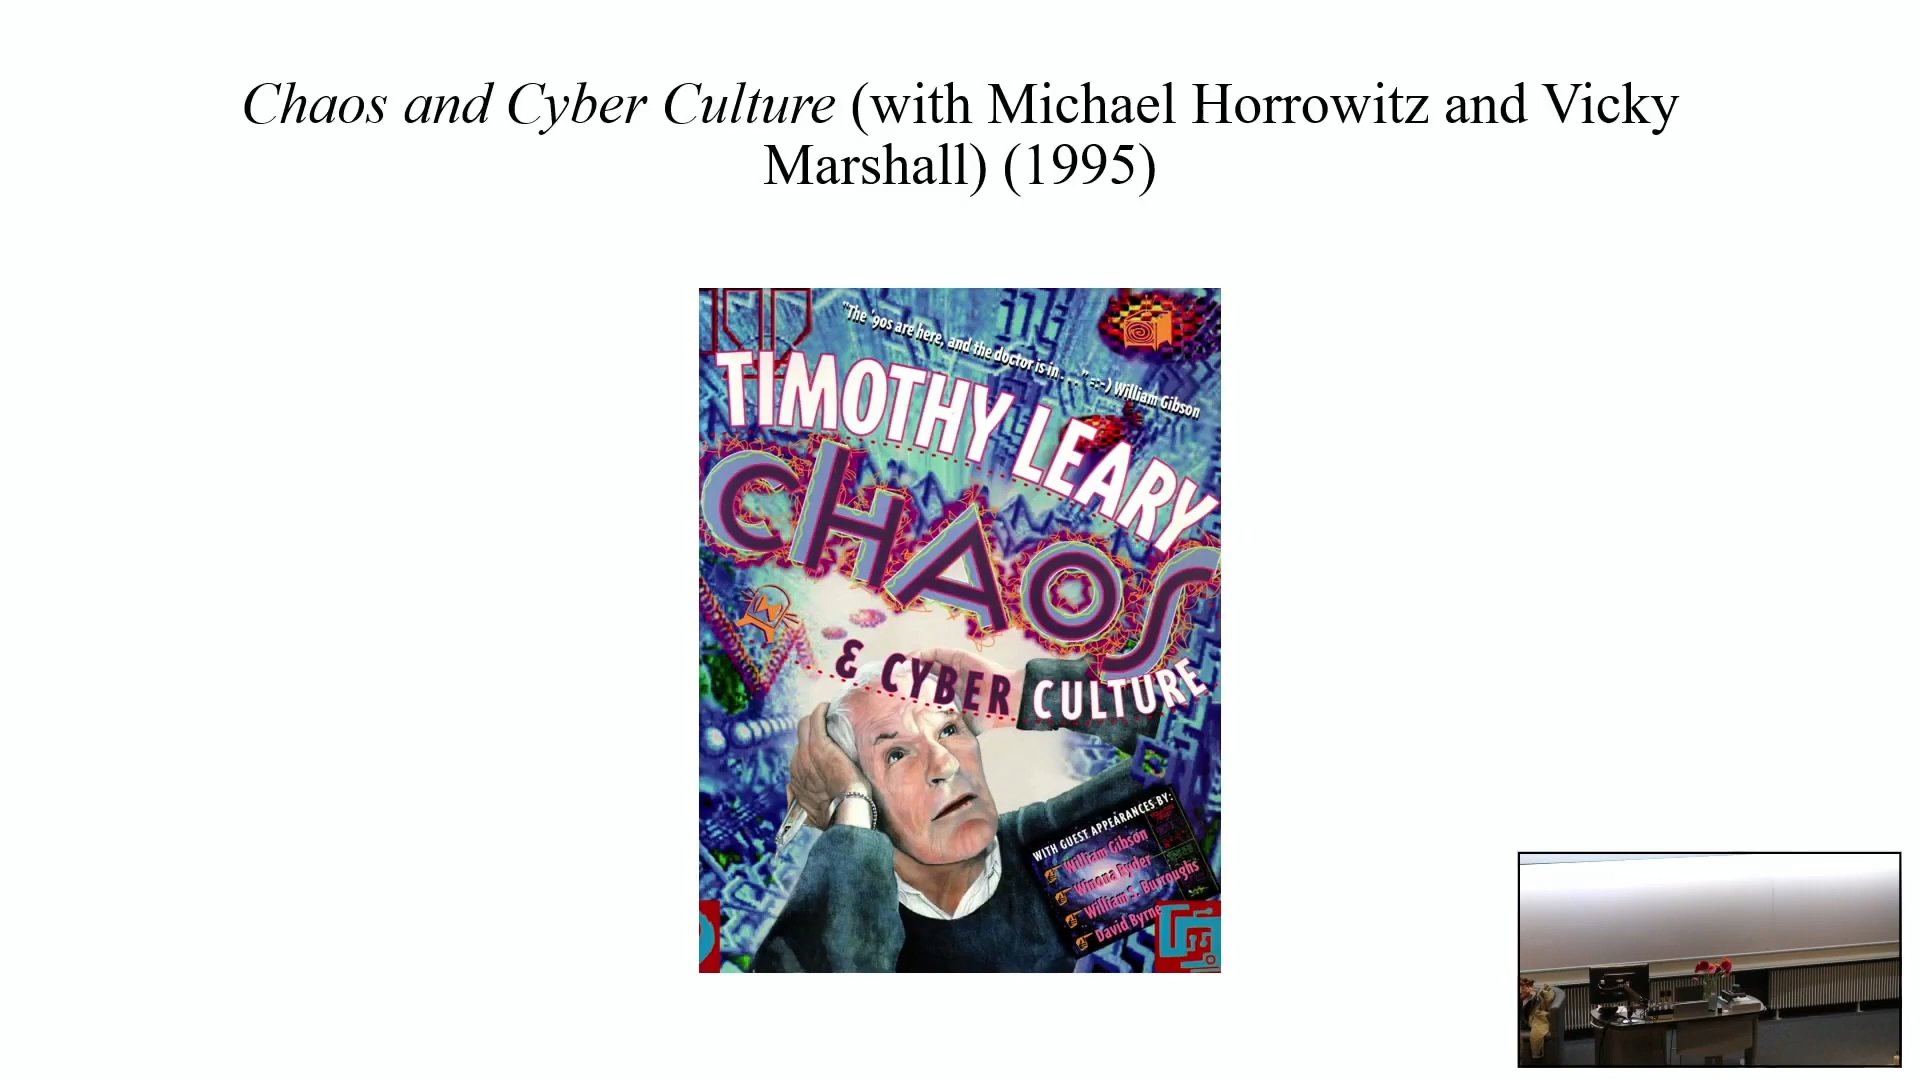 Chaos and Cyber Culture (with Michael Horrowitz and Vicky
Marshall) (1995)
"The '90s are here, and the doctor is in . . ." =:-) William Gibson
TIMOTHY LEARY
CHAOS
& CYBER CULTURE
WITH GUEST APPEARANCES BY:
William Gibson
Winona Ryder
William S. Burroughs
David Byrne